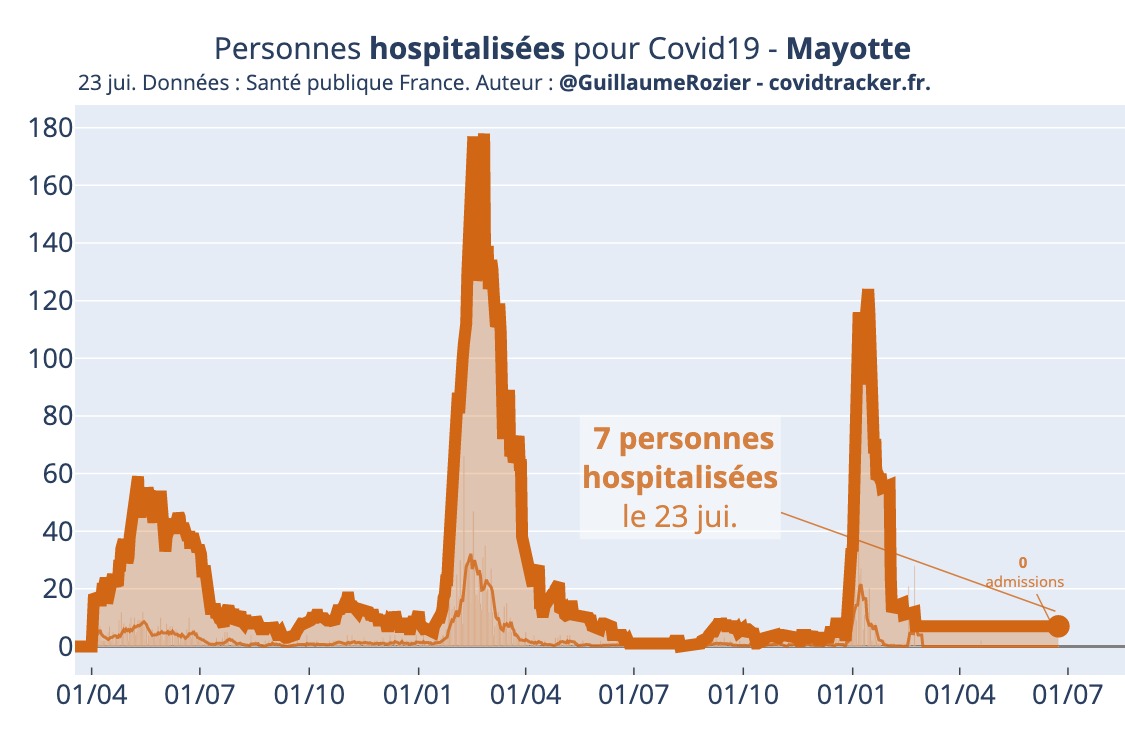 Personnes hospitalisées pour Covid19 - Mayotte
23 jui. Données : Santé publique France. Auteur : @GuillaumeRozier - covidtracker.fr.
180
160
140
120
100
80
60
40
20
0
7 personnes
hospitalisées
le 23 jui.
0
admissions
01/04 01/07 01/10 01/01 01/04 01/07 01/10 01/01 01/04 01/07